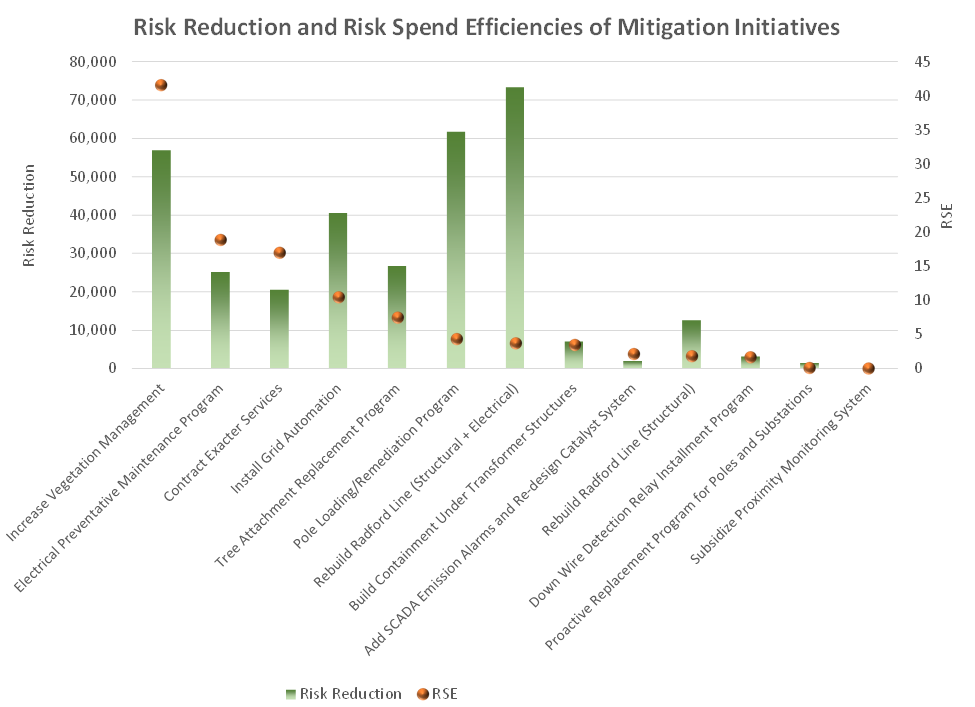 Risk Reduction and Risk Spend Efficiencies of Mitigation Initiatives
80,000
70,000
60,000
50,000
40,000
30,000
20,000
10,000
0
Risk Reduction
45
40
35
30
25
20
15
10
5
0
RSE
Increase Vegetation Management
Electrical Preventative Maintenance Program
Contract Exacter Services
Install Grid Automation
Tree Attachment Replacement Program
Pole Loading/Remediation Program
Rebuild Radford Line (Structural + Electrical)
Build Containment Under Transformer Structures
Add SCADA Emission Alarms and Re-design Catalyst System
Rebuild Radford Line (Structural)
Down Wire Detection Relay Installment Program
Proactive Replacement Program for Poles and Substations
Subsidize Proximity Monitoring System
Risk Reduction
RSE